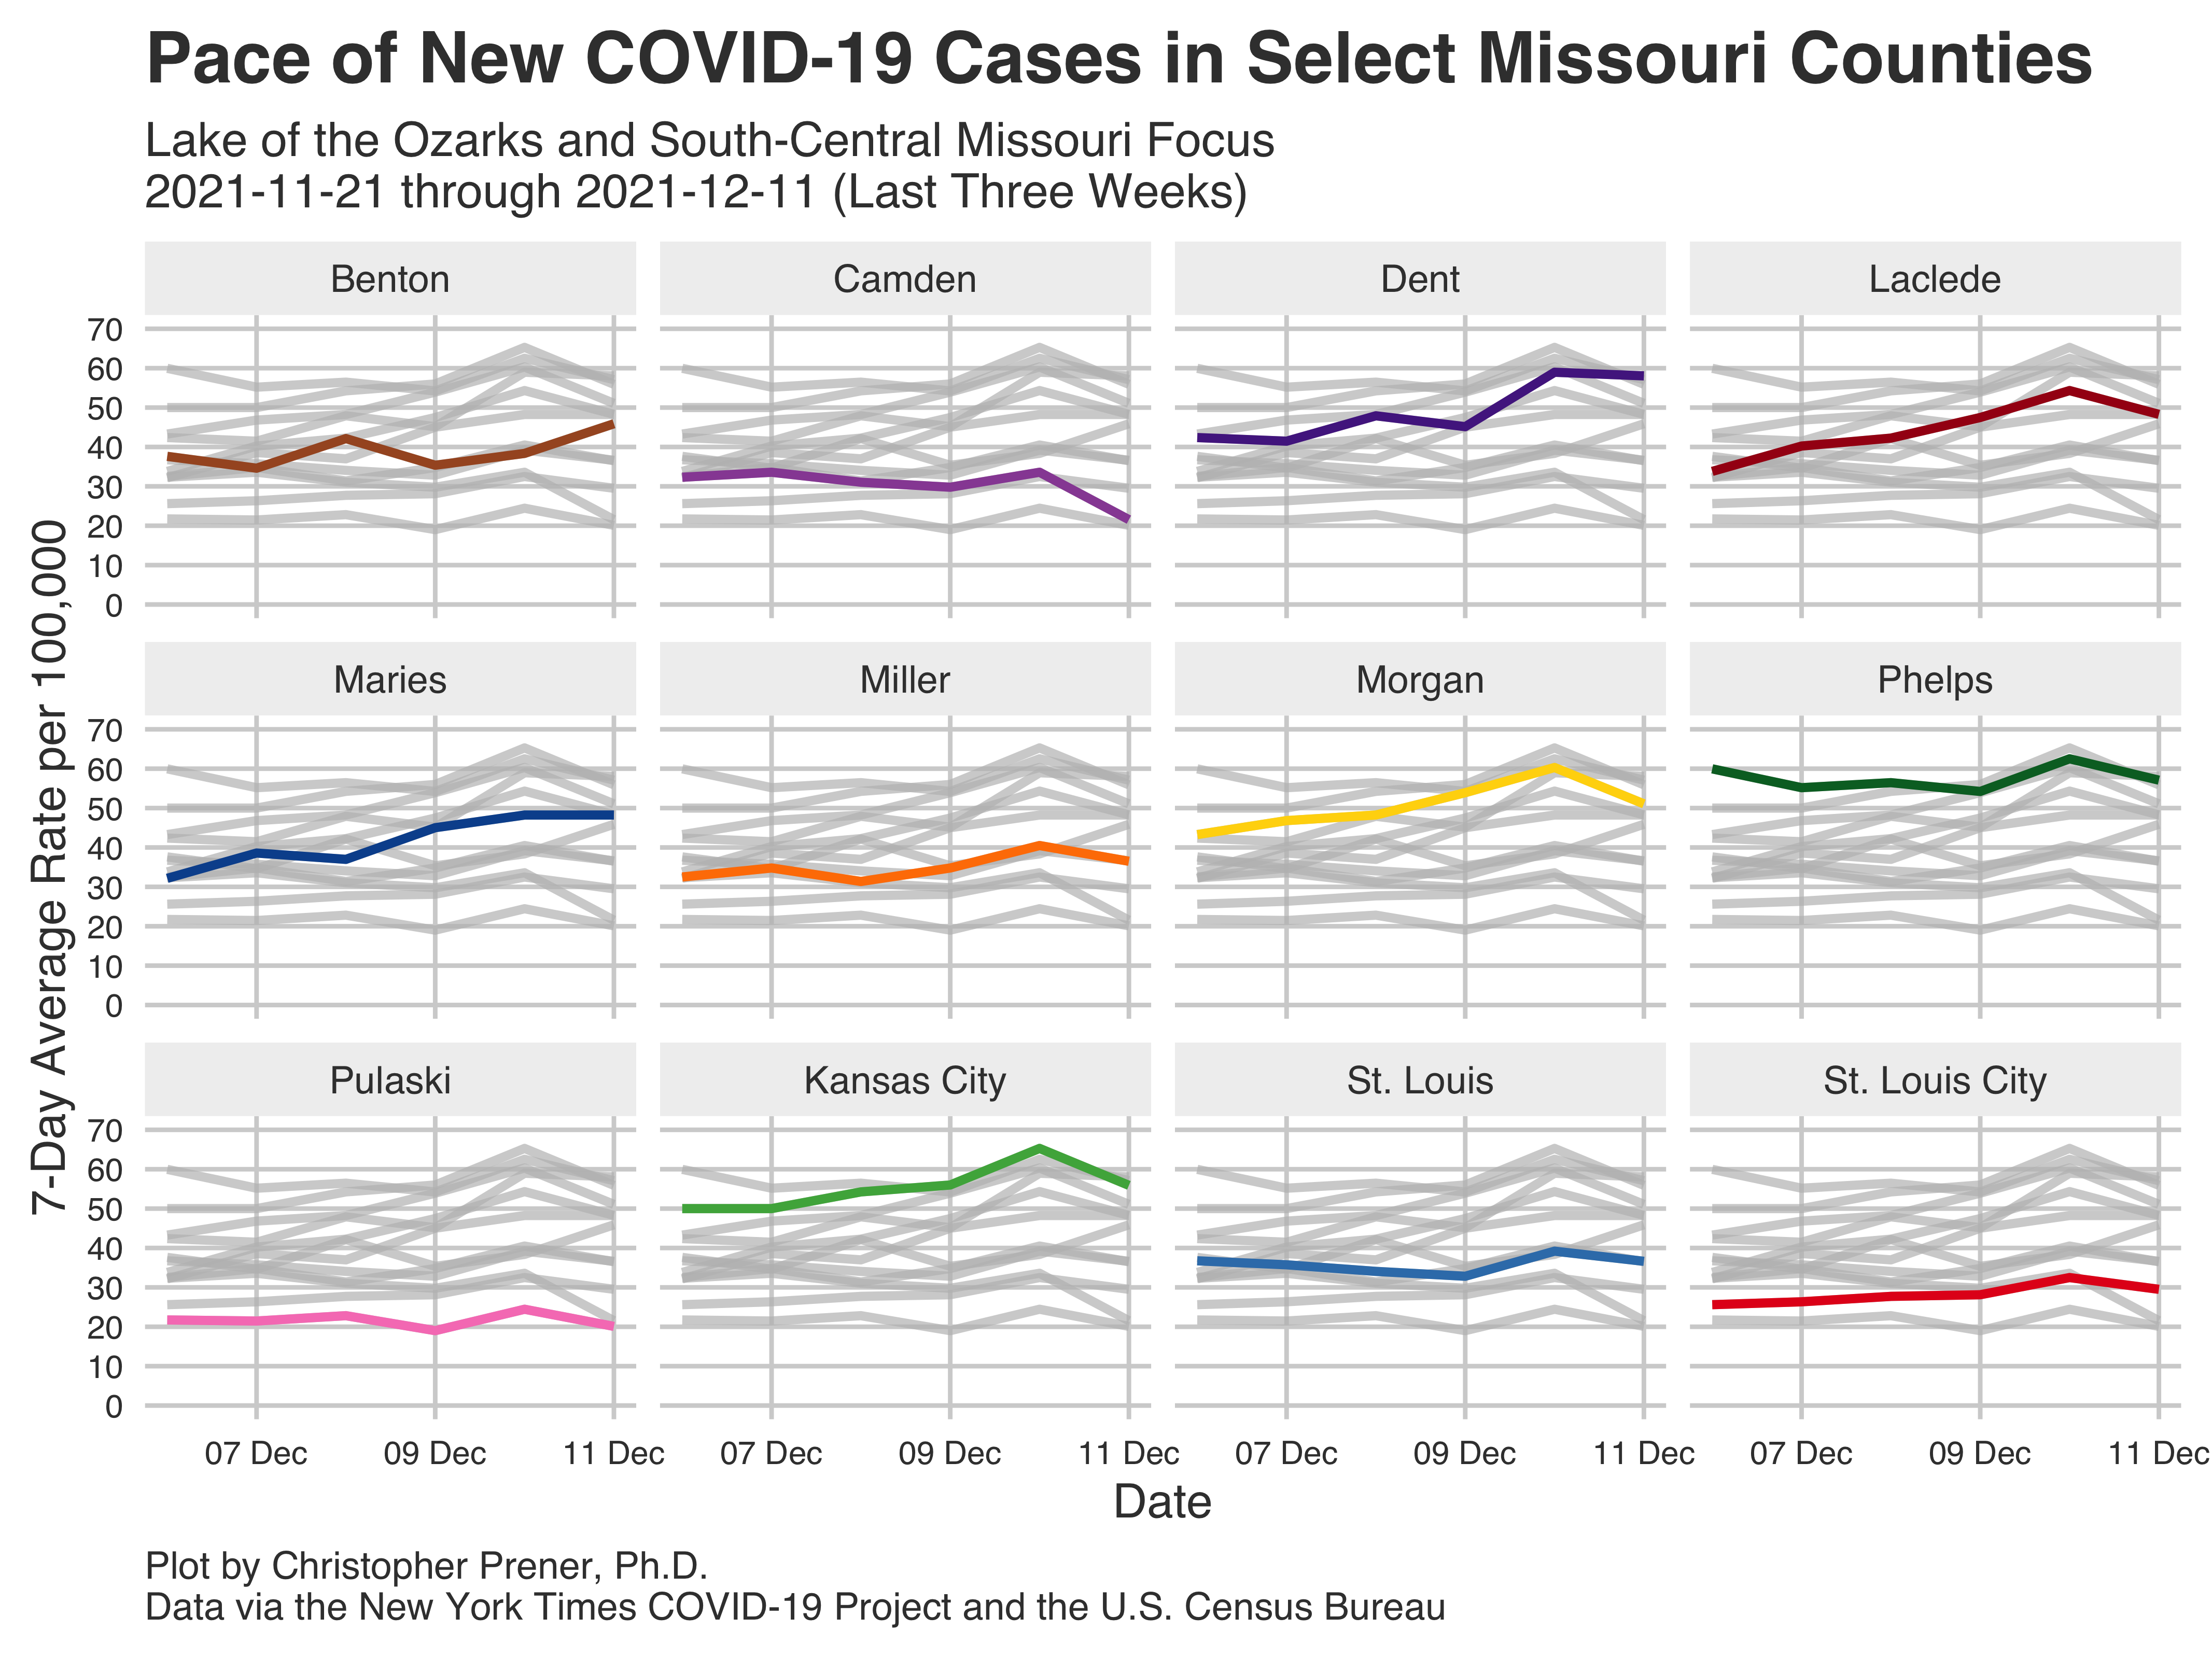 Pace of New COVID-19 Cases in Select Missouri Counties
Lake of the Ozarks and South-Central Missouri Focus
2021-11-21 through 2021-12-11 (Last Three Weeks)
7-Day Average Rate per 100,000
Benton
Camden
Dent
Laclede
70
60
50
40
30
20
10
0
Maries
Miller
Morgan
Phelps
70
60
50
40
30
20
10
0
Pulaski
Kansas City
St. Louis
St. Louis City
70
60
50
40
30
20
10
0
07 Dec 09 Dec 11 Dec
07 Dec 09 Dec 11 Dec
07 Dec 09 Dec 11 Dec
07 Dec 09 Dec 11 Dec
Date
Plot by Christopher Prener, Ph.D.
Data via the New York Times COVID-19 Project and the U.S. Census Bureau